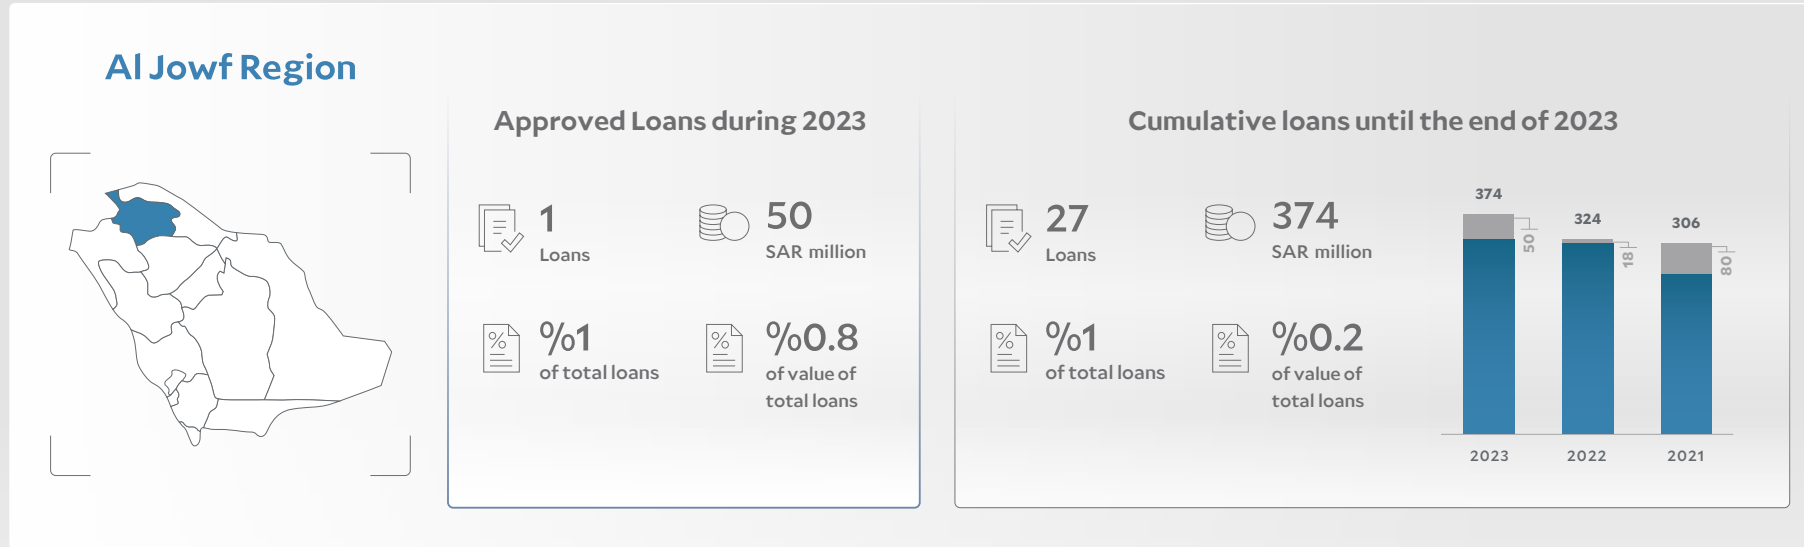 Al Jowf Region
Approved Loans during 2023
1
Loans
50
SAR million
%1
of total loans
%0.8
of value of
total loans
Cumulative loans until the end of 2023
27
Loans
374
SAR million
%1
of total loans
%0.2
of value of
total loans
374
50
324
18
306
80
2023
2022
2021